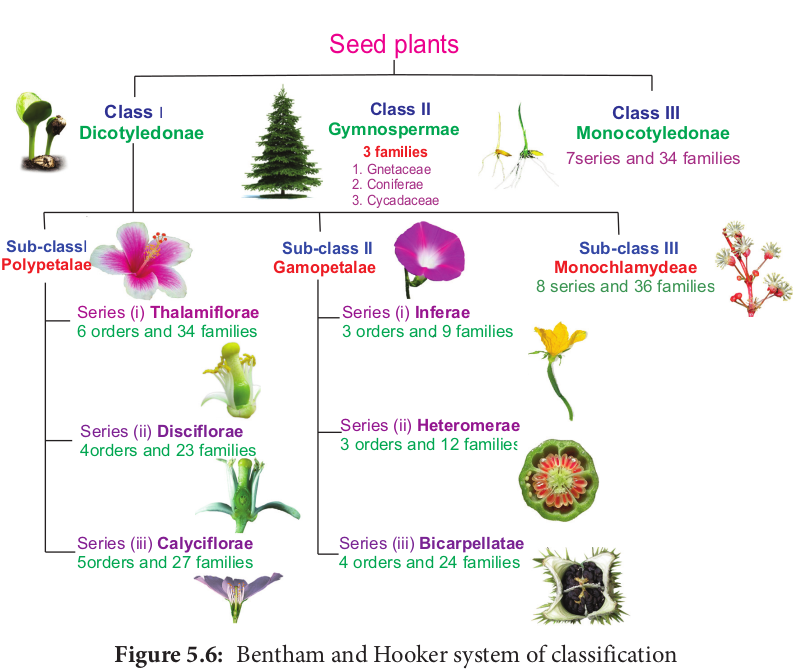 Seed plants
Class I
Dicotyledonae
Class II
Gymnospermae
3 families
1. Gnetaceae
2. Coniferae
3. Cycadaceae
Class III
Monocotyledonae
7series and 34 families
Sub-classI
Polypetalae
Sub-class II
Gamopetalae
Sub-class III
Monochlamydeae
8 series and 36 families
Series (i) Thalamiflorae
6 orders and 34 families
Series (ii) Disciflorae
4orders and 23 families
Series (iii) Calyciflorae
5orders and 27 families
Series (i) Inferae
3 orders and 9 families
Series (ii) Heteromerae
3 orders and 12 families
Series (iii) Bicarpellatae
4 orders and 24 families
Figure 5.6: Bentham and Hooker system of classification